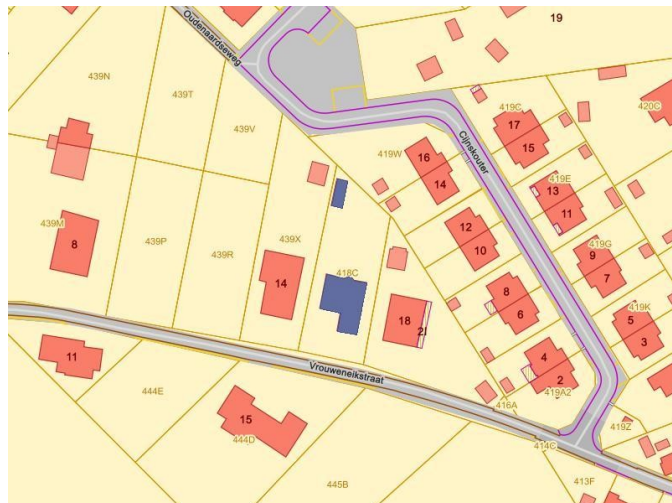 19
Oudenaardseweg
439N
439T
439V
419C
17
15
420C
Cijnskouter
419W
16
14
419E
13
11
439M
8
439P
439R
439X
12
10
419G
9
7
14
418C
8
6
419K
5
3
18
2
11
Vrouweneikstraat
4
2
419A2
444E
416A
15
444D
419Z
414C
445B
413F